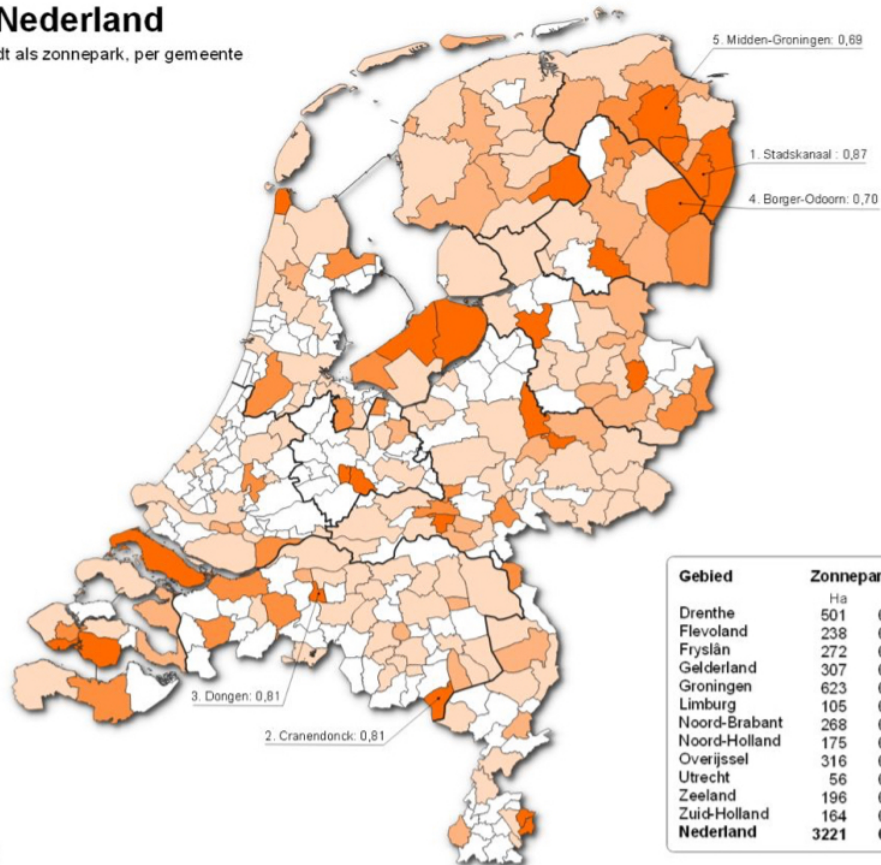 Nederland
dt als zonnepark, per gemeente
5. Midden-Groningen: 0,69
1. Stadskanaal : 0,87
4. Borger-Odoorn: 0,70
3. Dongen: 0,81
2. Cranendonck: 0,81
Gebied Zonnepar
Ha
Drenthe 501
Flevoland 238
Fryslân 272
Gelderland 307
Groningen 623
Limburg 105
Noord-Brabant 268
Noord-Holland 175
Overijssel 316
Utrecht 56
Zeeland 196
Zuid-Holland 164
Nederland 3221